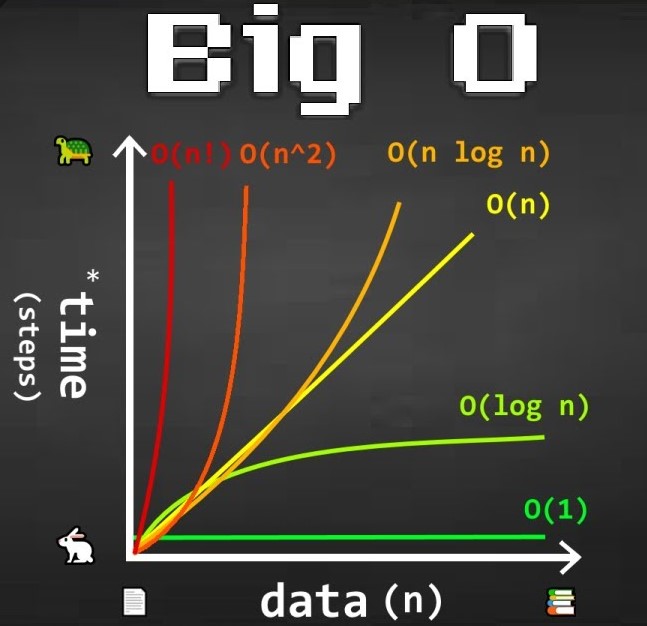 Big O
O(n!) O(n^2) O(n log n)
O(n)
*time
(steps)
O(log n)
O(1)
data (n)